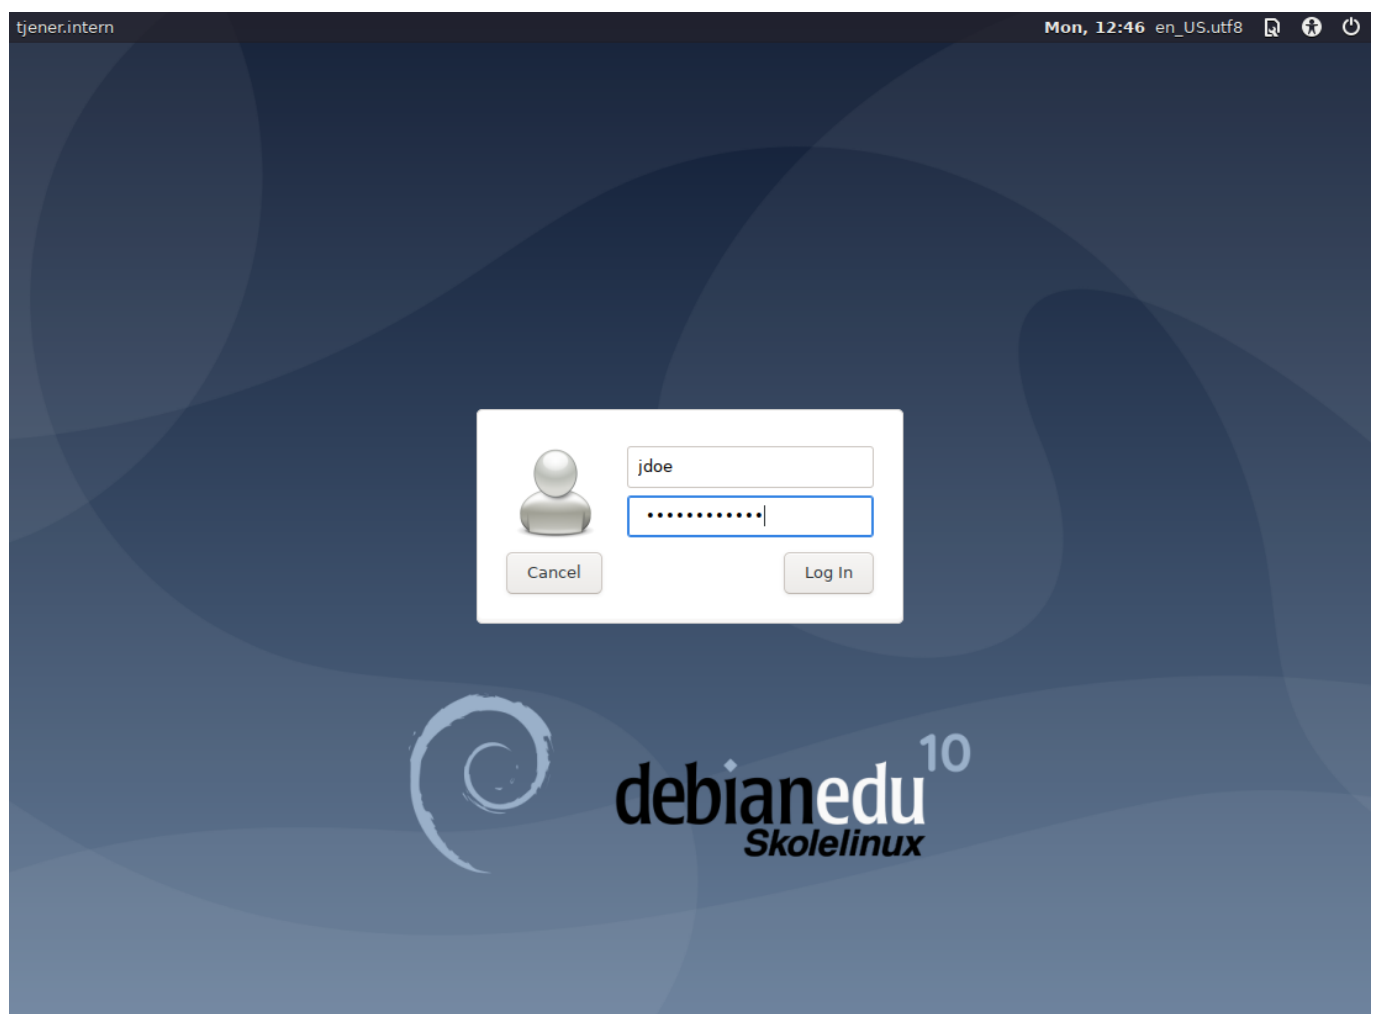 tjener.intern
Mon, 12:46 en_US.utf8
jdoe
••••••••••••
Cancel
Log In
debianedu 10
Skolelinux